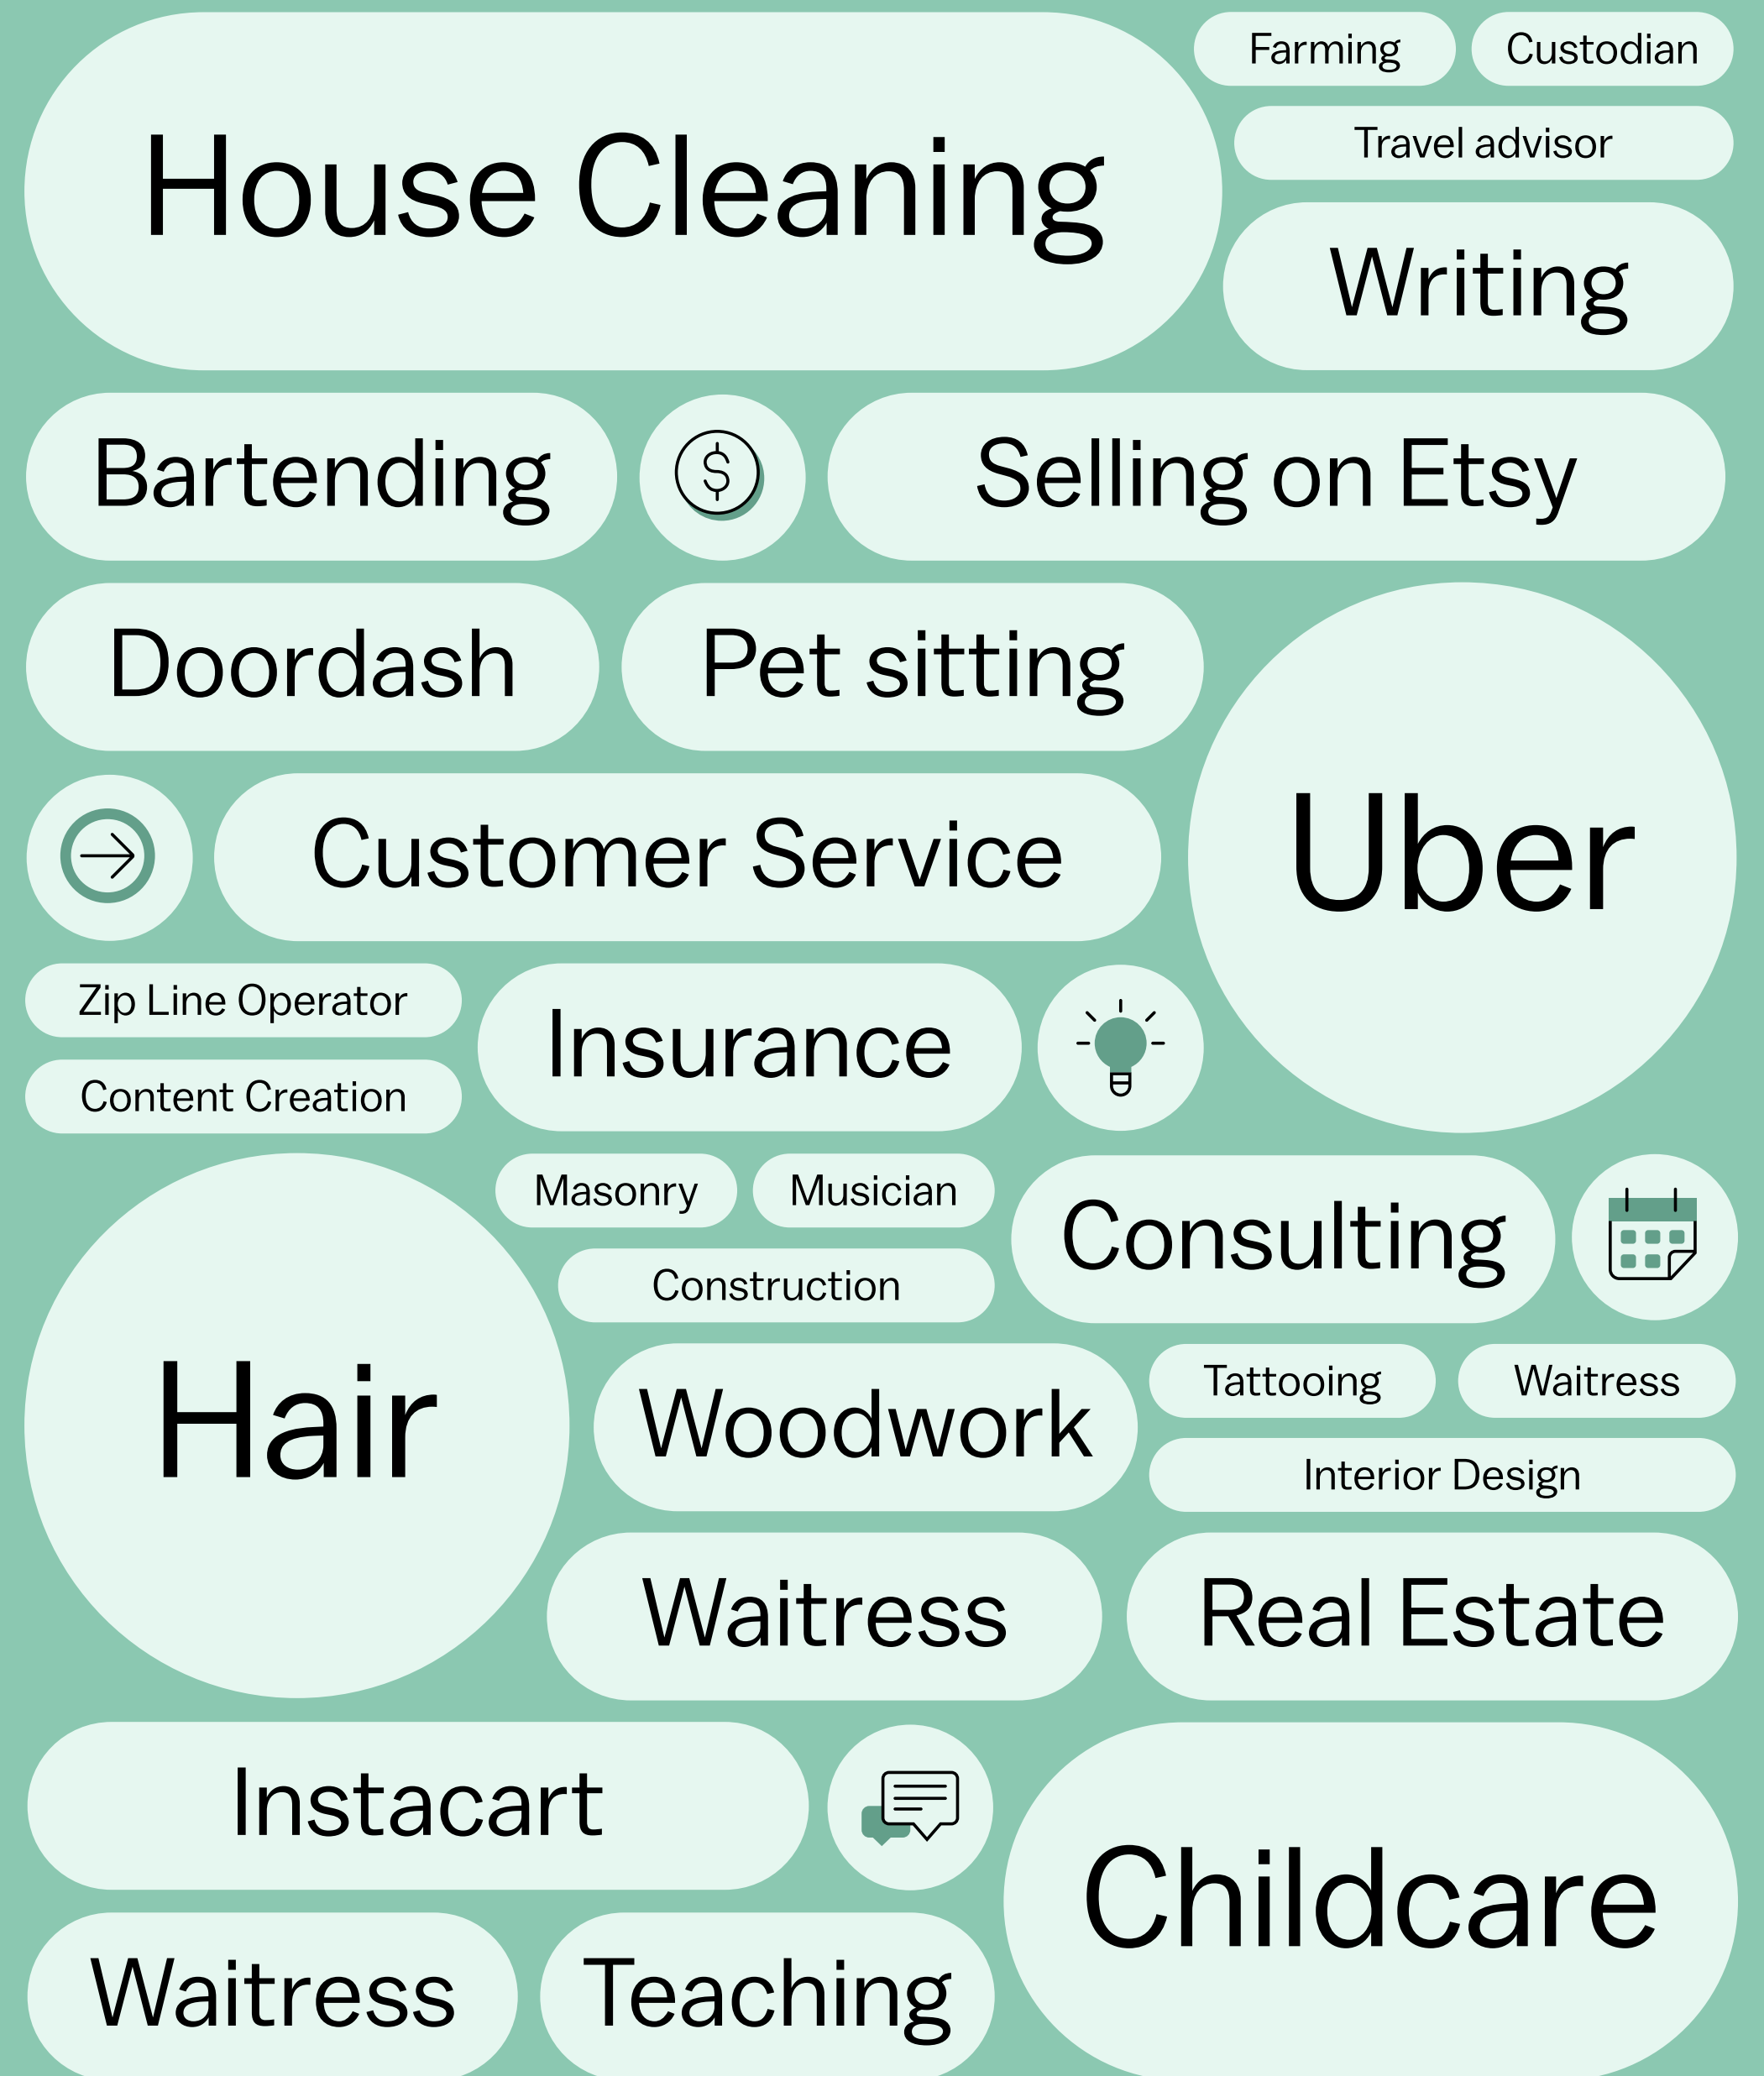 House Cleaning
Farming
Custodian
Travel advisor
Writing
Bartending
$
Selling on Etsy
Doordash
Pet sitting
Uber
Customer Service
Zip Line Operator
Content Creation
Insurance
Hair
Masonry
Musician
Construction
Consulting
Woodwork
Tattooing
Waitress
Interior Design
Waitress
Real Estate
Instacart
Childcare
Waitress
Teaching